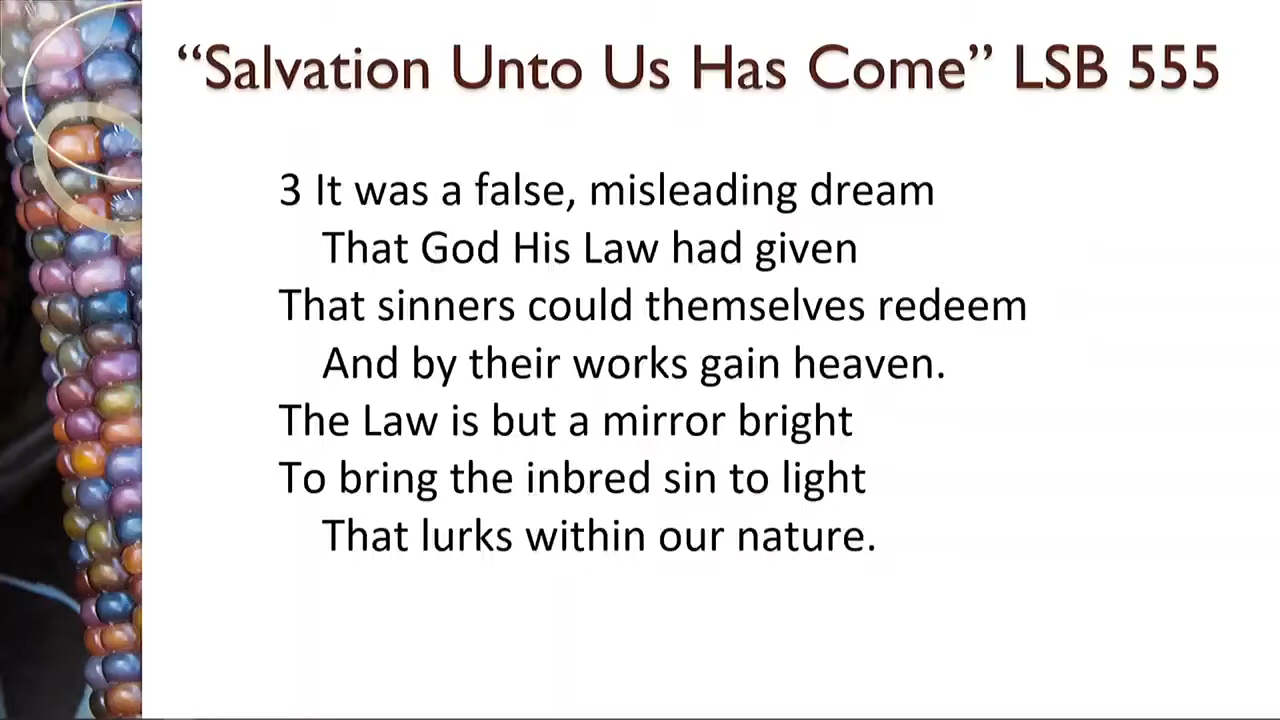 “Salvation Unto Us Has Come” LSB 555
3 It was a false, misleading dream
That God His Law had given
That sinners could themselves redeem
And by their works gain heaven.
The Law is but a mirror bright
To bring the inbred sin to light
That lurks within our nature.